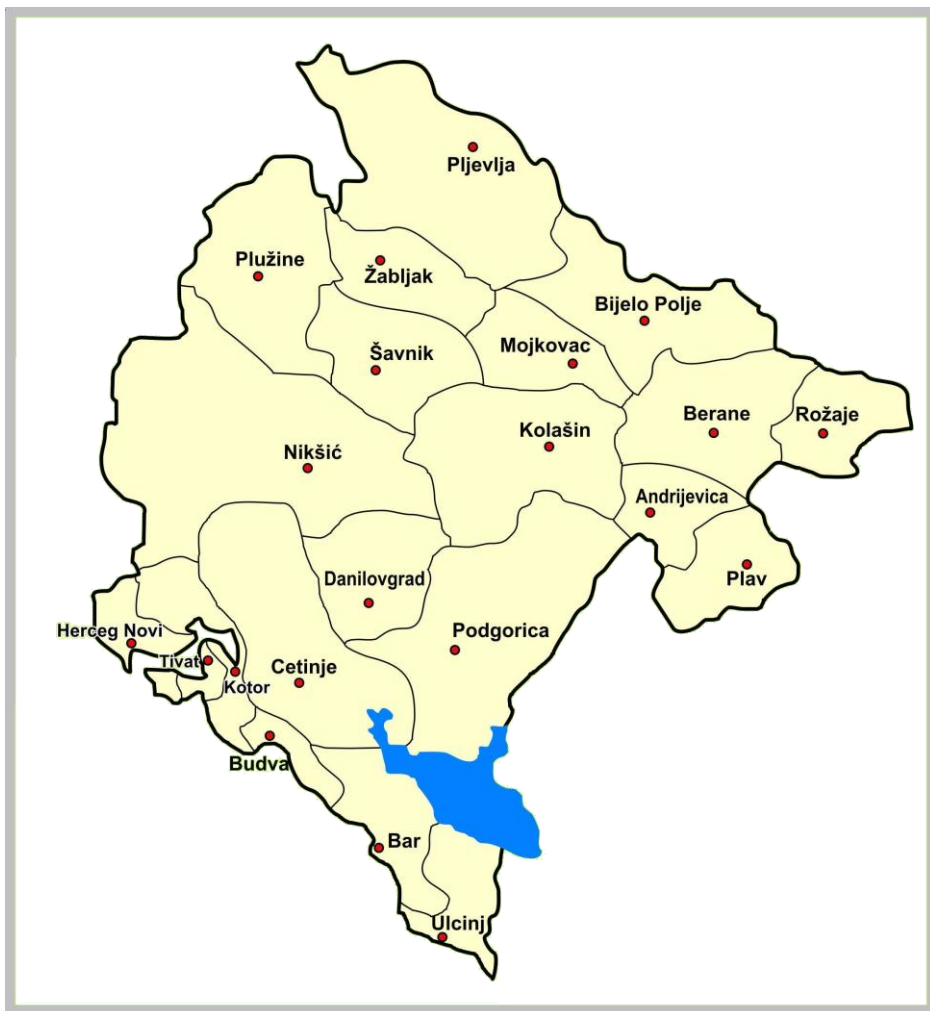 Pljevlja
Plužine
Žabljak
Bijelo Polje
Šavnik
Mojkovac
Berane
Rožaje
Kolašin
Nikšić
Andrijevica
Danilovgrad
Plav
Herceg Novi
Podgorica
Tivat
Cetinje
Kotor
Budva
Bar
Ulcinj